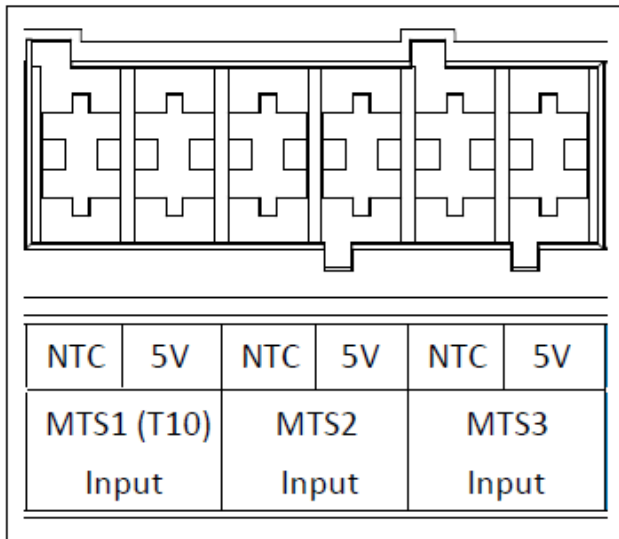 NTC 5V NTC 5V NTC 5V
MTS1 (T10) MTS2 MTS3
Input Input Input